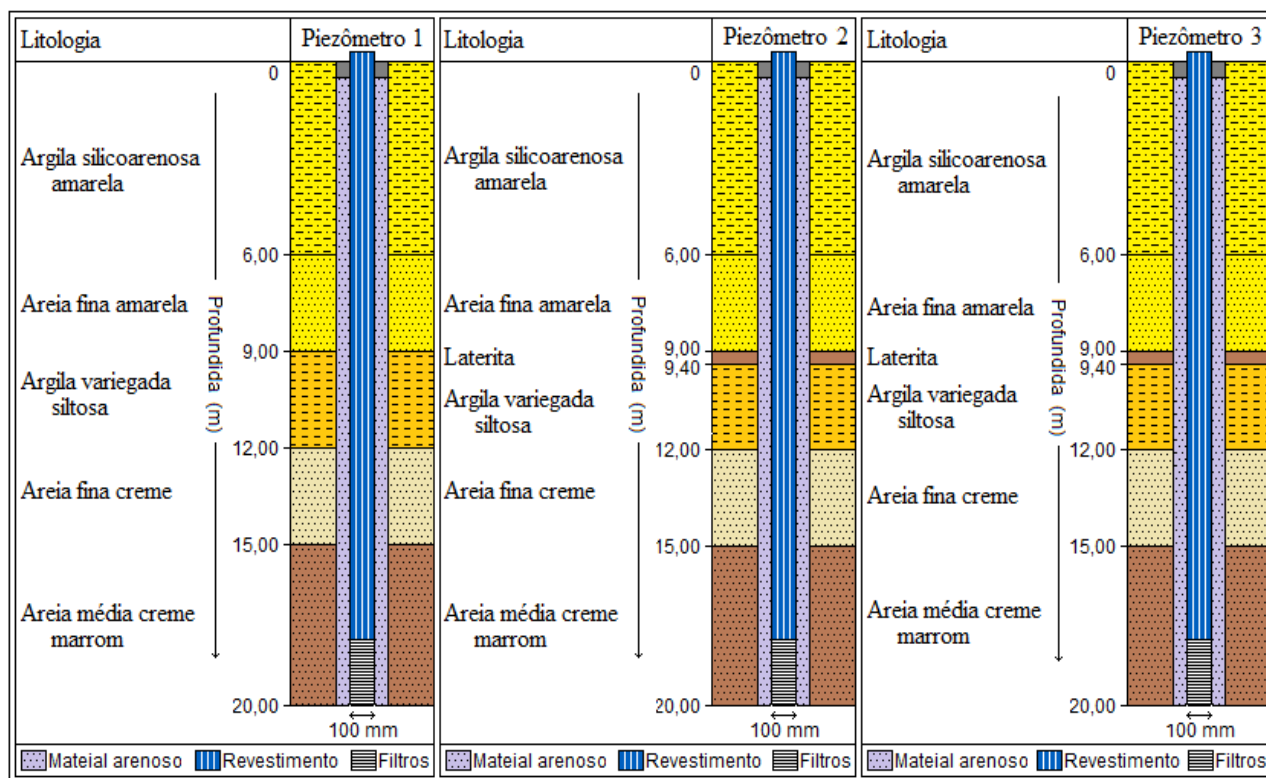 Litologia
Piezômetro 1
0
Argila silicoarenosa
amarela
6,00
Areia fina amarela
Profundida (m)
9,00
Argila variegada
siltosa
12,00
Areia fina creme
15,00
Areia média creme
marrom
20,00
100 mm
Mateial arenoso
Revestimento
Filtros
Litologia
Piezômetro 2
0
Argila silicoarenosa
amarela
6,00
Areia fina amarela
Profundida (m)
9,00
Laterita
9,40
Argila variegada
siltosa
12,00
Areia fina creme
15,00
Areia média creme
marrom
20,00
100 mm
Mateial arenoso
Revestimento
Filtros
Litologia
Piezômetro 3
0
Argila silicoarenosa
amarela
6,00
Areia fina amarela
Profundida (m)
9,00
Laterita
9,40
Argila variegada
siltosa
12,00
Areia fina creme
15,00
Areia média creme
marrom
20,00
100 mm
Mateial arenoso
Revestimento
Filtros